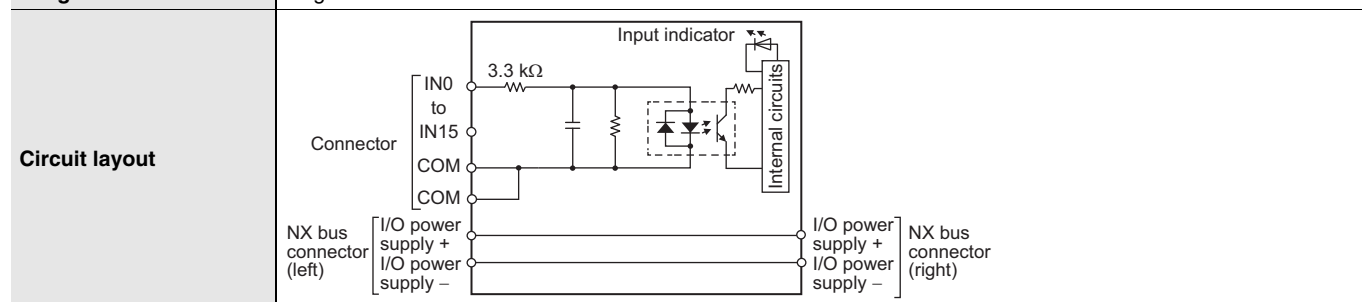 Circuit layout
Input indicator
3.3 kΩ
IN0
to
IN15
Connector
COM
COM
Internal circuits
NX bus
connector
(left)
I/O power
supply +
I/O power
supply –
I/O power
supply +
I/O power
supply –
NX bus
connector
(right)